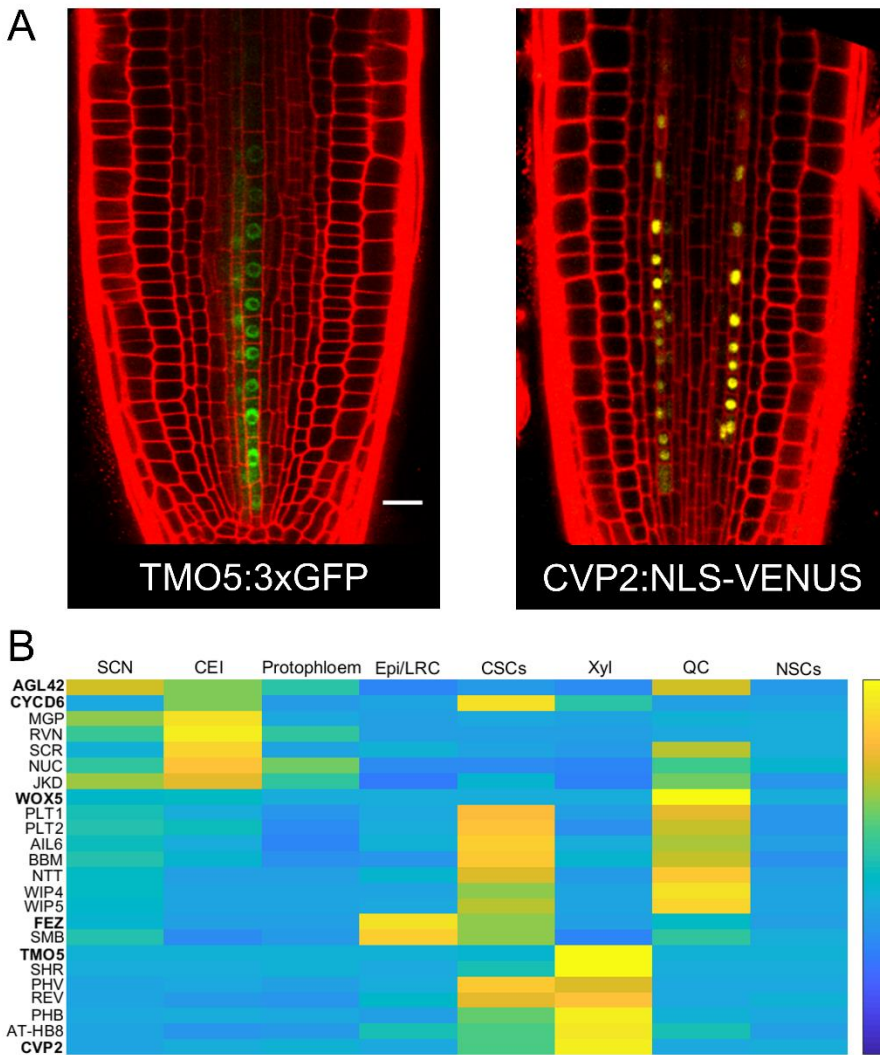 A
TMO5:3xGFP
CVP2:NLS-VENUS
B
SCN CEI Protophloem Epi/LRC CSCs Xyl QC NSCs
AGL42
CYCD6
MGP
RVN
SCR
NUC
JKD
WOX5
PLT1
PLT2
AIL6
BBM
NTT
WIP4
WIP5
FEZ
SMB
TMO5
SHR
PHV
REV
PHB
AT-HB8
CVP2